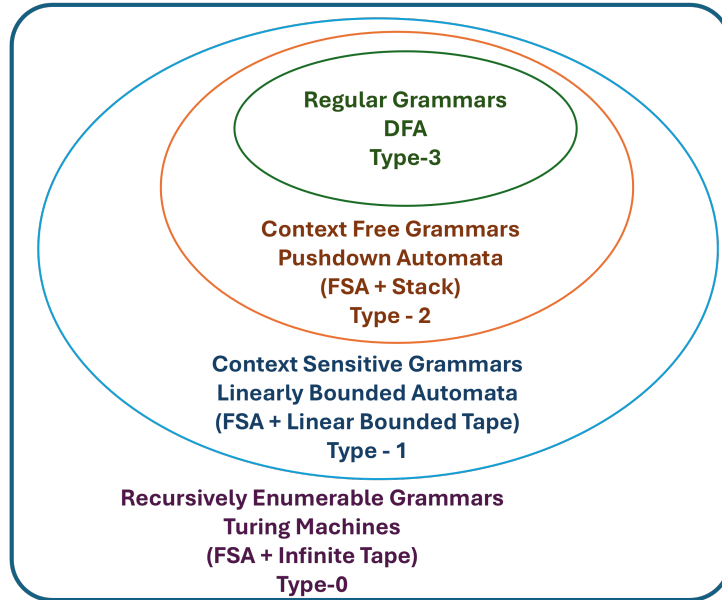 Regular Grammars
DFA
Type-3
Context Free Grammars
Pushdown Automata
(FSA + Stack)
Type - 2
Context Sensitive Grammars
Linearly Bounded Automata
(FSA + Linear Bounded Tape)
Type - 1
Recursively Enumerable Grammars
Turing Machines
(FSA + Infinite Tape)
Type-0